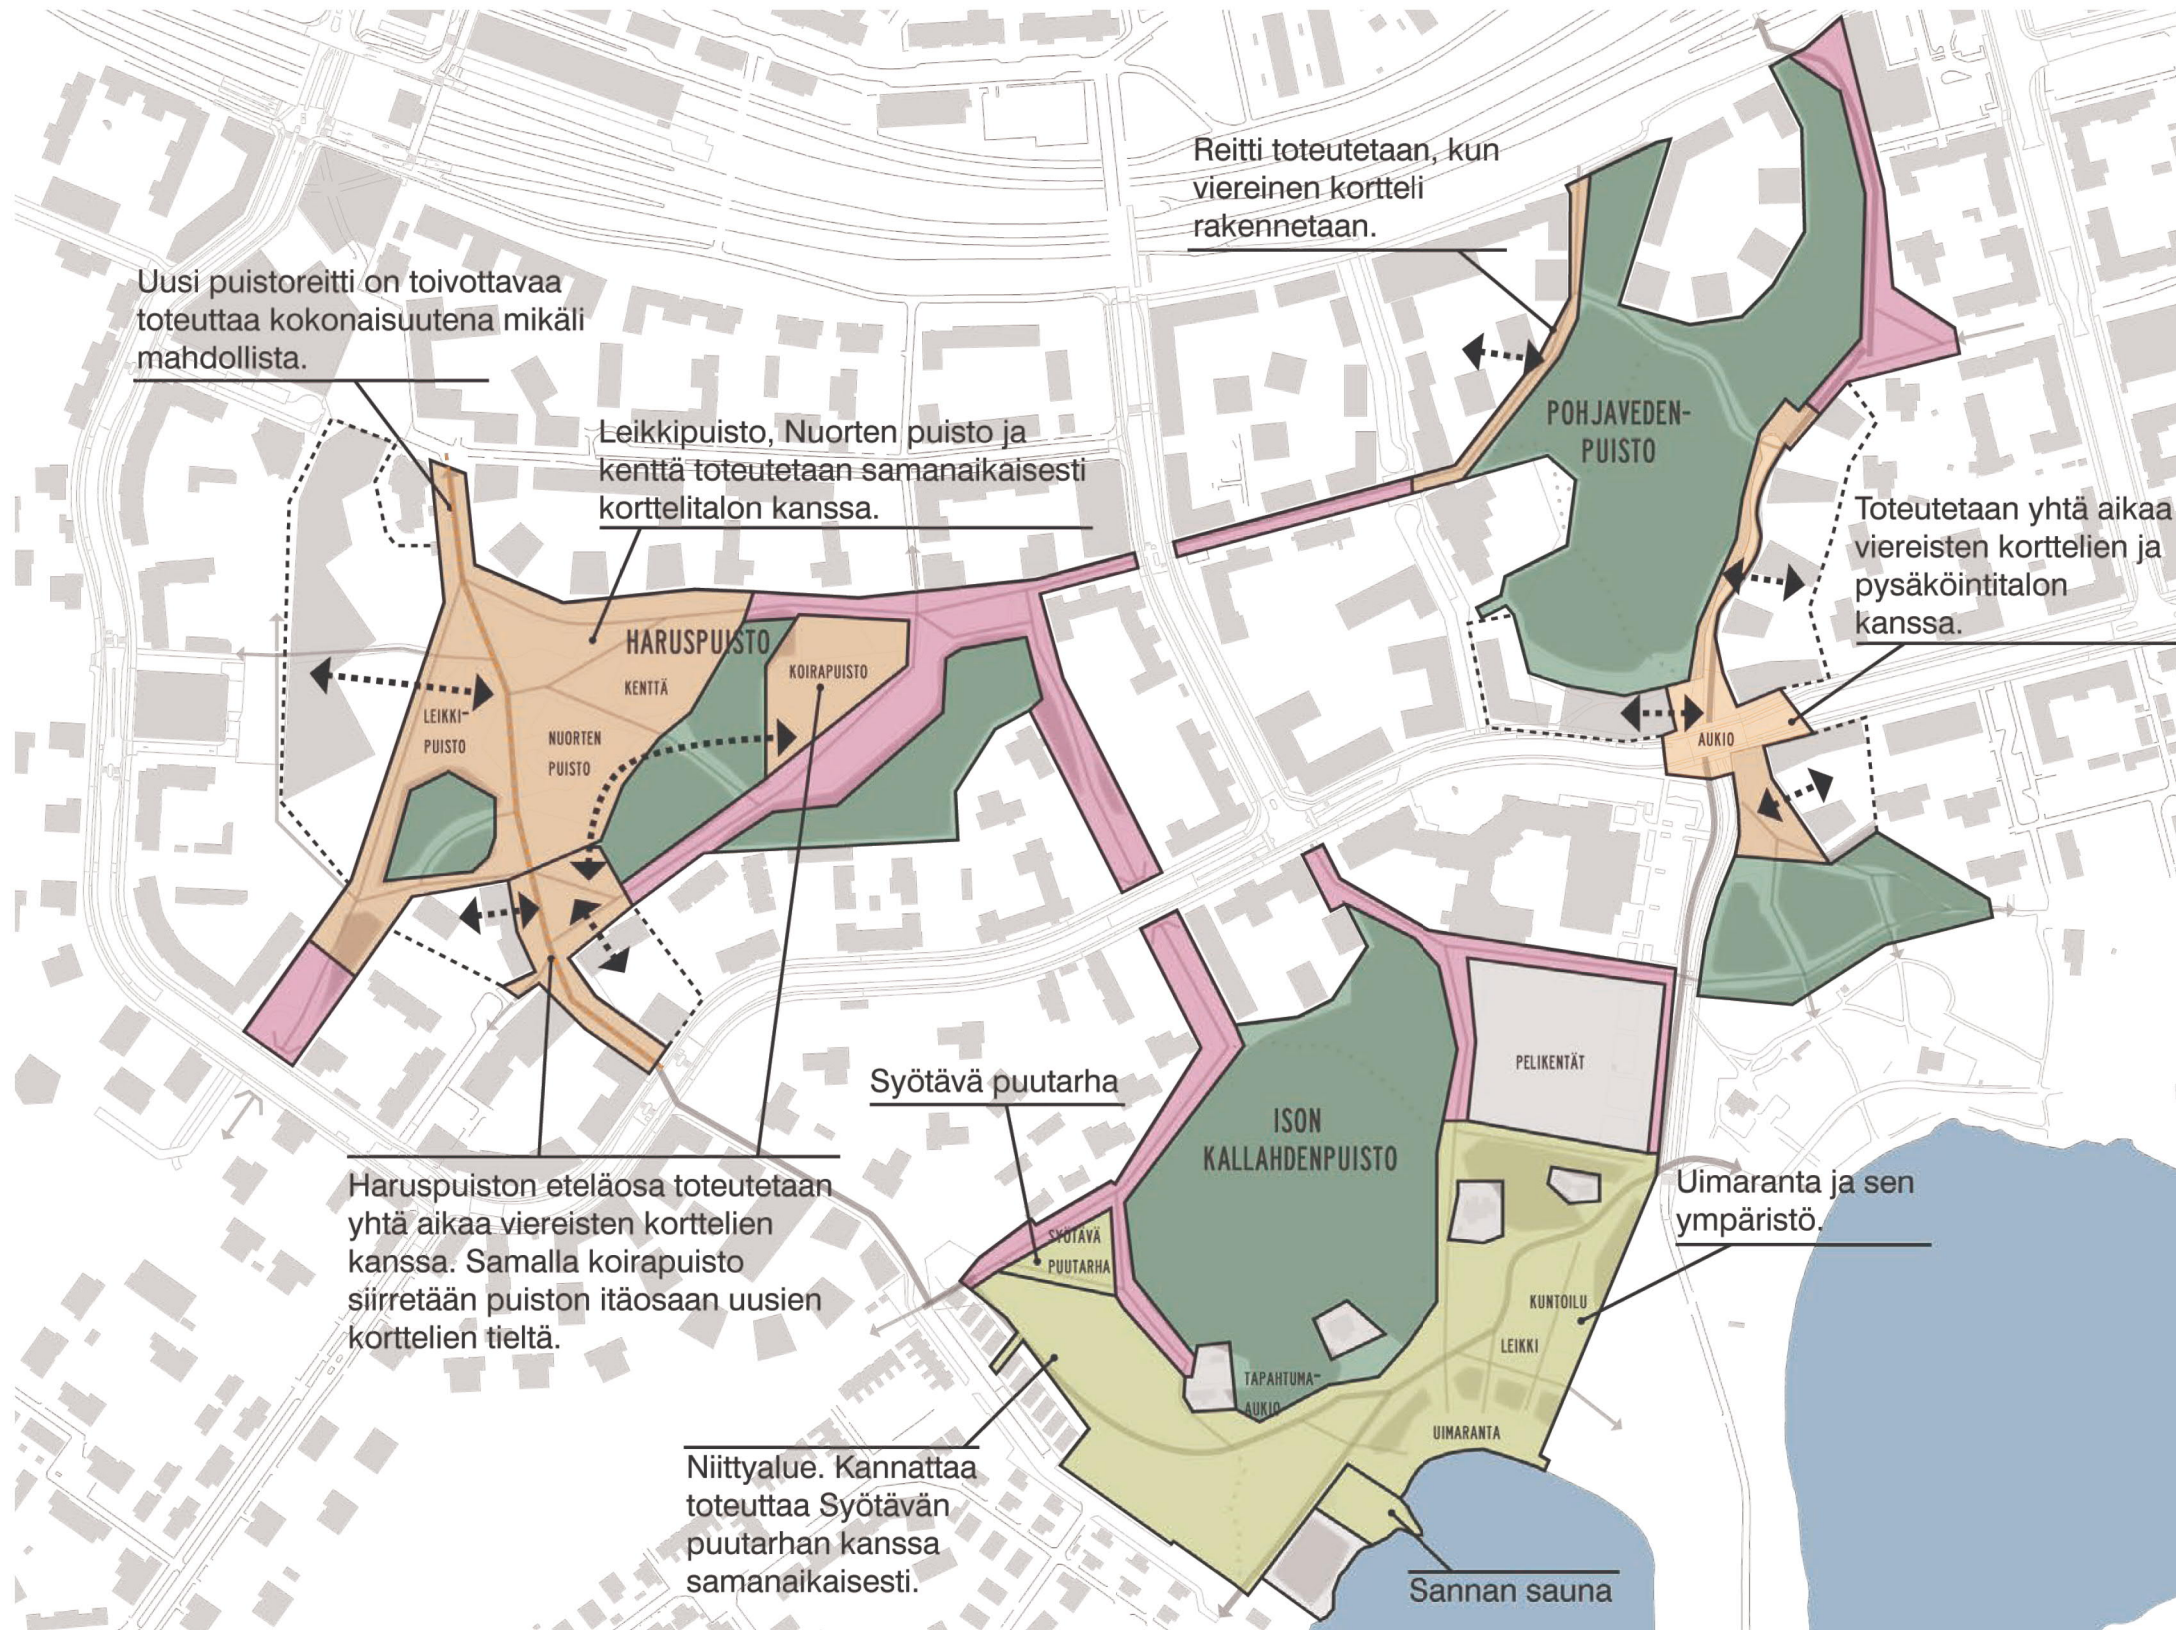 Reitti toteutetaan, kun
viereinen kortteli
rakennetaan.
Uusi puistoreitti on toivottavaa
toteuttaa kokonaisuutena mikäli
mahdollista.
Leikkipuisto, Nuorten puisto ja
kenttä toteutetaan samanaikaisesti
korttelitalon kanssa.
POHJAVEDEN-
PUISTO
Toteutetaan yhtä aikaa
viereisten korttelien ja
pysäköintitalon
kanssa.
HARUSPUISTO
KENTTÄ
KOIRAPUISTO
LEIKKI-
PUISTO
NUORTEN
PUISTO
AUKIO
PELIKENTÄT
Syötävä puutarha
ISON
KALLAHDENPUISTO
Haruspuiston eteläosa toteutetaan
yhtä aikaa viereisten korttelien
kanssa. Samalla koirapuisto
siirretään puiston itäosaan uusien
korttelien tieltä.
Uimaranta ja sen
ympäristö.
SYÖTÄVÄ
PUUTARHA
KUNTOILU
LEIKKI
TAPAHTUMA-
AUKIO
UIMARANTA
Niittyalue. Kannattaa
toteuttaa Syötävän
puutarhan kanssa
samanaikaisesti.
Sannan sauna